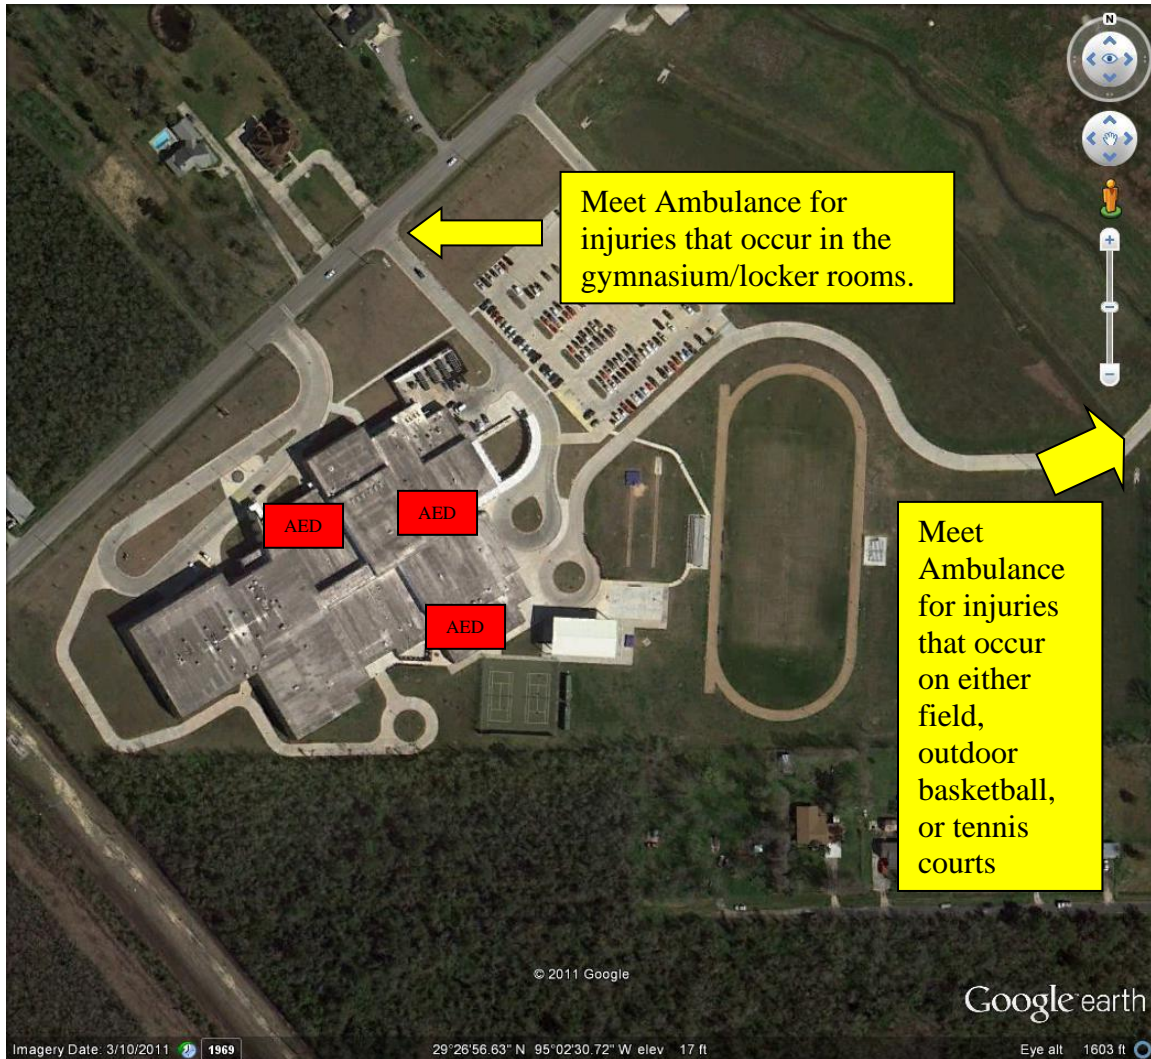 N
Meet Ambulance for
injuries that occur in the
gymnasium/locker rooms.
AED
AED
AED
Meet
Ambulance
for injuries
that occur
on either
field,
outdoor
basketball,
or tennis
courts
© 2011 Google
Google earth
Imagery Date: 3/10/2011 1969 29°26'56.63" N 95°02'30.72" W elev 17 ft Eye alt 1603 ft